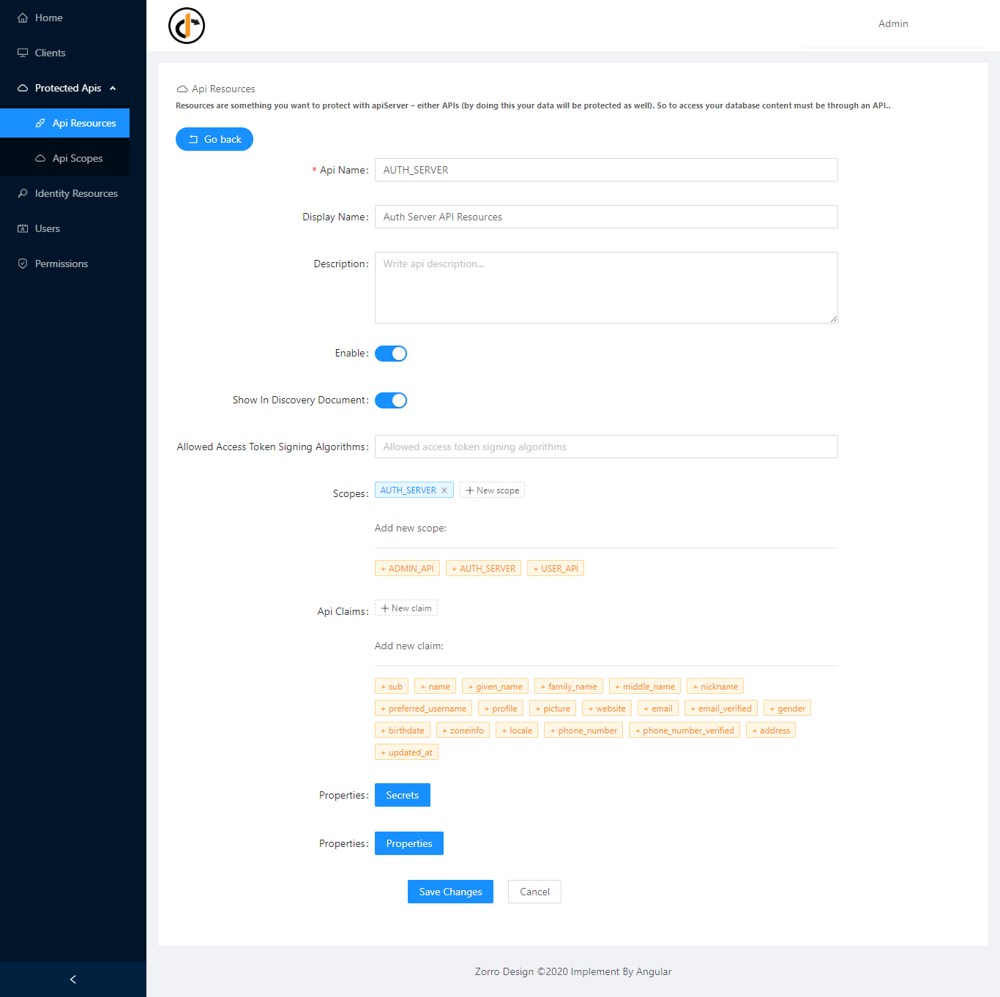 Home
Clients
Protected Apis
Api Resources
Api Scopes
Identity Resources
Users
Permissions
Admin
Api Resources
Resources are something you want to protect with apiServer – either APIs (by doing this your data will be protected as well). So to access your database content must be through an API..
Go back
* Api Name: AUTH_SERVER
Display Name: Auth Server API Resources
Description: Write api description...
Enable:
Show In Discovery Document:
Allowed Access Token Signing Algorithms: Allowed access token signing algorithms
Scopes: AUTH_SERVER × + New scope
Add new scope:
+ ADMIN_API + AUTH_SERVER + USER_API
Api Claims: + New claim
Add new claim:
+ sub + name + given_name + family_name + middle_name + nickname
+ preferred_username + profile + picture + website + email + email_verified + gender
+ birthdate + zoneinfo + locale + phone_number + phone_number_verified + address
+ updated_at
Properties: Secrets
Properties: Properties
Save Changes Cancel
Zorro Design ©2020 Implement By Angular